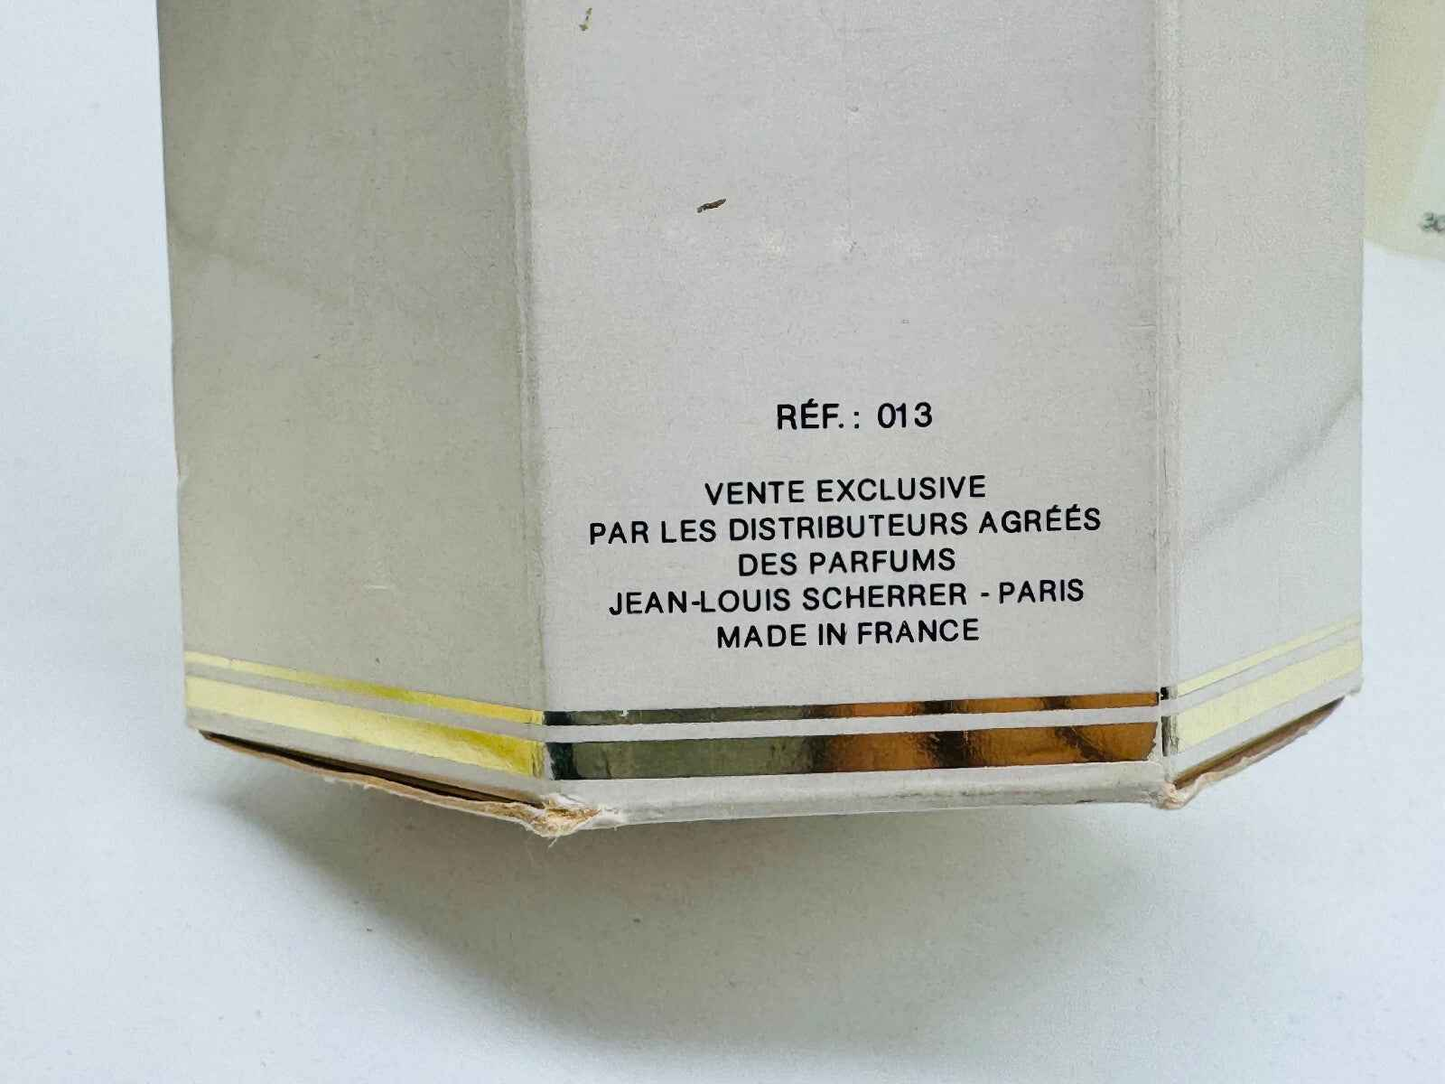 RÉF. : 013
VENTE EXCLUSIVE
PAR LES DISTRIBUTEURS AGRÉÉS
DES PARFUMS
JEAN-LOUIS SCHERRER - PARIS
MADE IN FRANCE